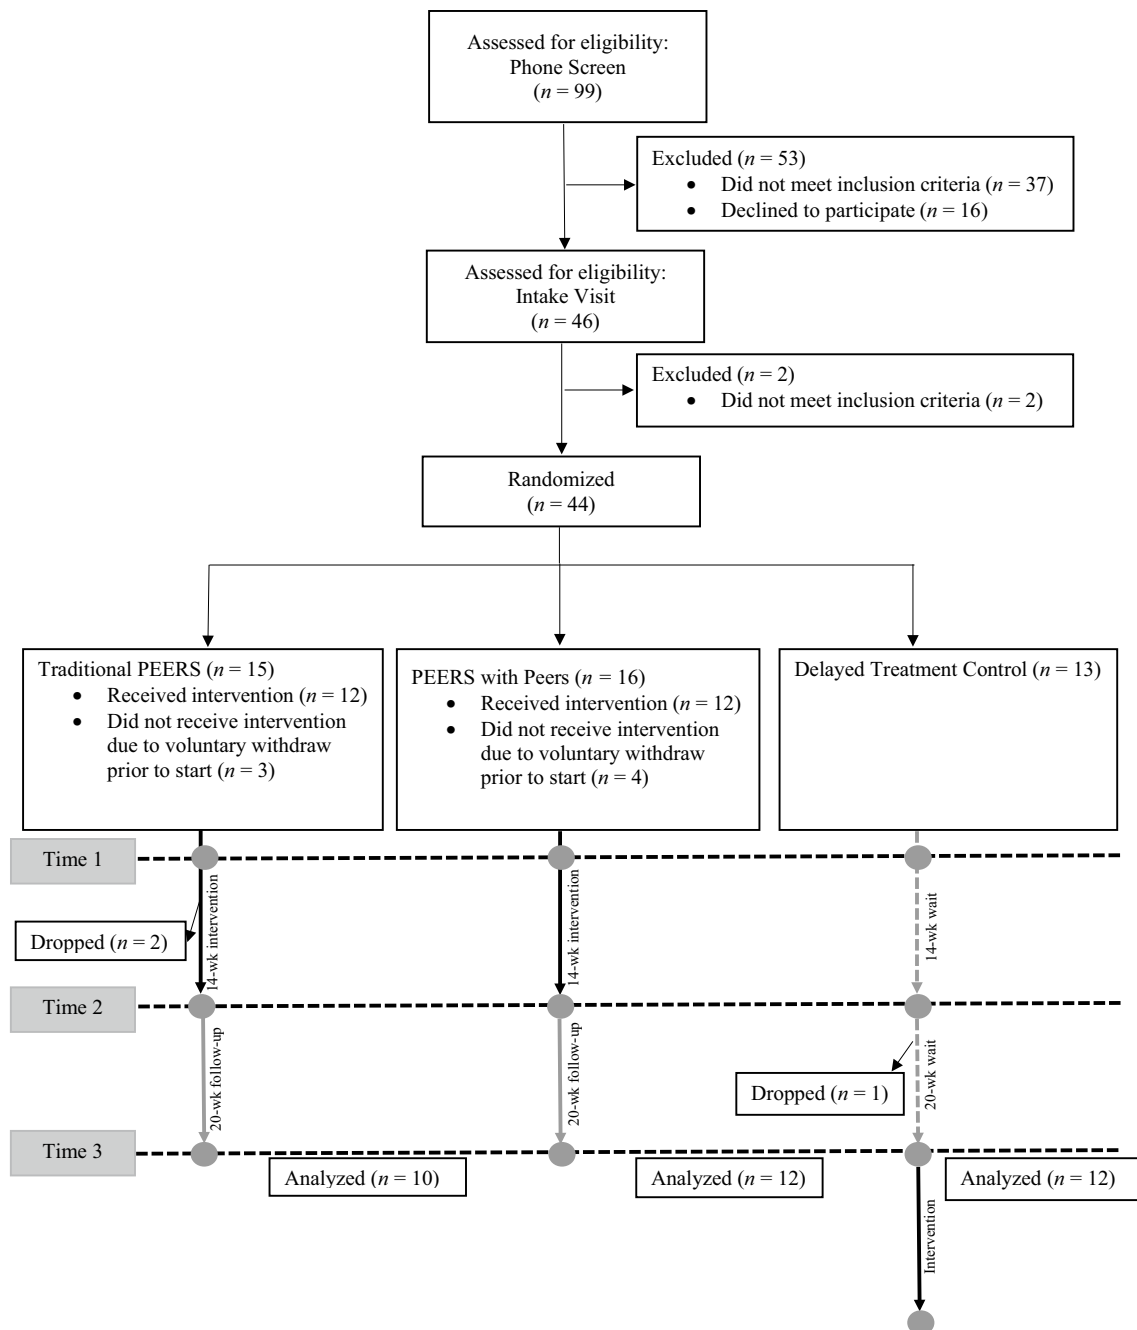 Assessed for eligibility:
Phone Screen
(n = 99)
Excluded (n = 53)
• Did not meet inclusion criteria (n = 37)
• Declined to participate (n = 16)
Assessed for eligibility:
Intake Visit
(n = 46)
Excluded (n = 2)
• Did not meet inclusion criteria (n = 2)
Randomized
(n = 44)
Traditional PEERS (n = 15)
• Received intervention (n = 12)
• Did not receive intervention
due to voluntary withdraw
prior to start (n = 3)
PEERS with Peers (n = 16)
• Received intervention (n = 12)
• Did not receive intervention
due to voluntary withdraw
prior to start (n = 4)
Delayed Treatment Control (n = 13)
Time 1
Dropped (n = 2)
14-wk intervention
14-wk intervention
14-wk wait
Time 2
20-wk follow-up
20-wk follow-up
Dropped (n = 1)
20-wk wait
Time 3
Analyzed (n = 10)
Analyzed (n = 12)
Analyzed (n = 12)
Intervention